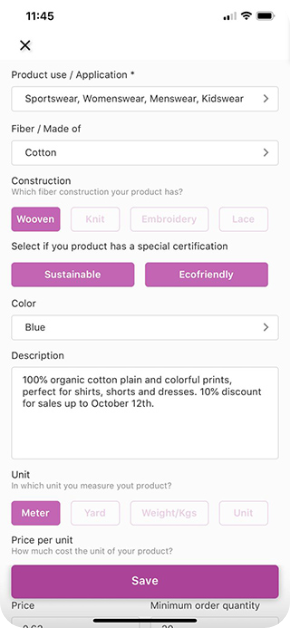 11:45
Product use / Application *
Sportswear, Womenswear, Menswear, Kidswear
Fiber / Made of
Cotton
Construction
Which fiber construction your product has?
Wooven Knit Embroidery Lace
Select if you product has a special certification
Sustainable Ecofriendly
Color
Blue
Description
100% organic cotton plain and colorful prints,
perfect for shirts, shorts and dresses. 10% discount
for sales up to October 12th.
Unit
In which unit you measure yout product?
Meter Yard Weight/Kgs Unit
Price per unit
How much cost the unit of your product?
Save
Price Minimum order quantity